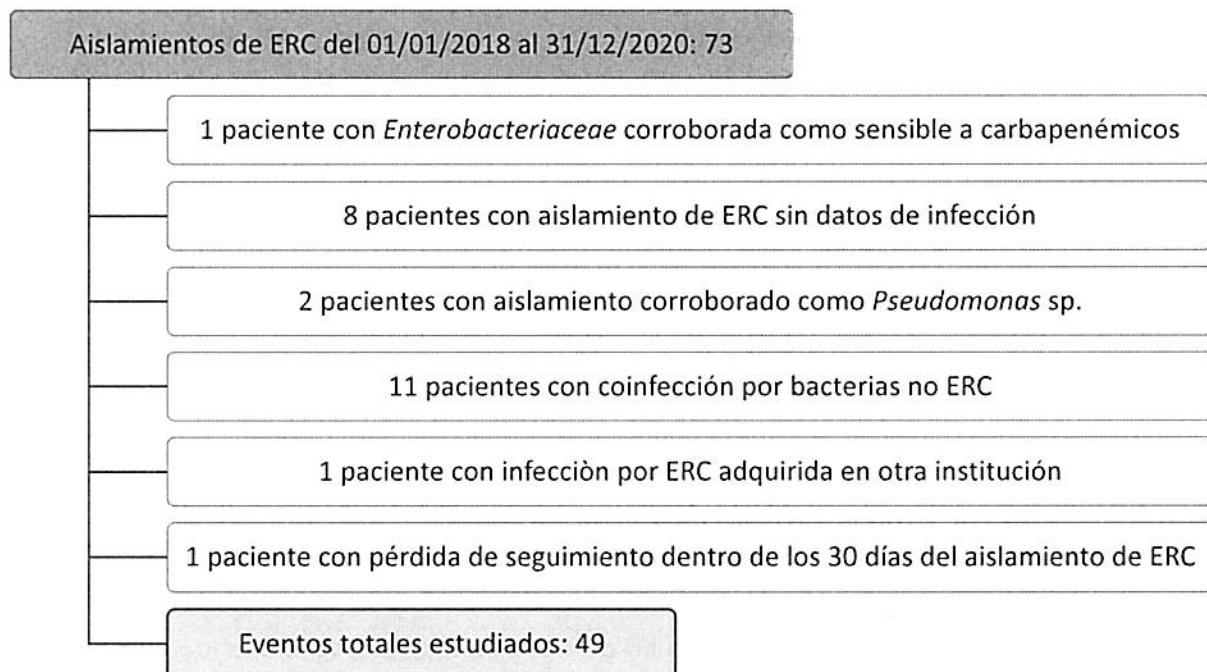 Aislamientos de ERC del 01/01/2018 al 31/12/2020: 73
1 paciente con Enterobacteriaceae corroborada como sensible a carbapenémicos
8 pacientes con aislamiento de ERC sin datos de infección
2 pacientes con aislamiento corroborado como Pseudomonas sp.
11 pacientes con coinfección por bacterias no ERC
1 paciente con infecciòn por ERC adquirida en otra institución
1 paciente con pérdida de seguimiento dentro de los 30 días del aislamiento de ERC
Eventos totales estudiados: 49